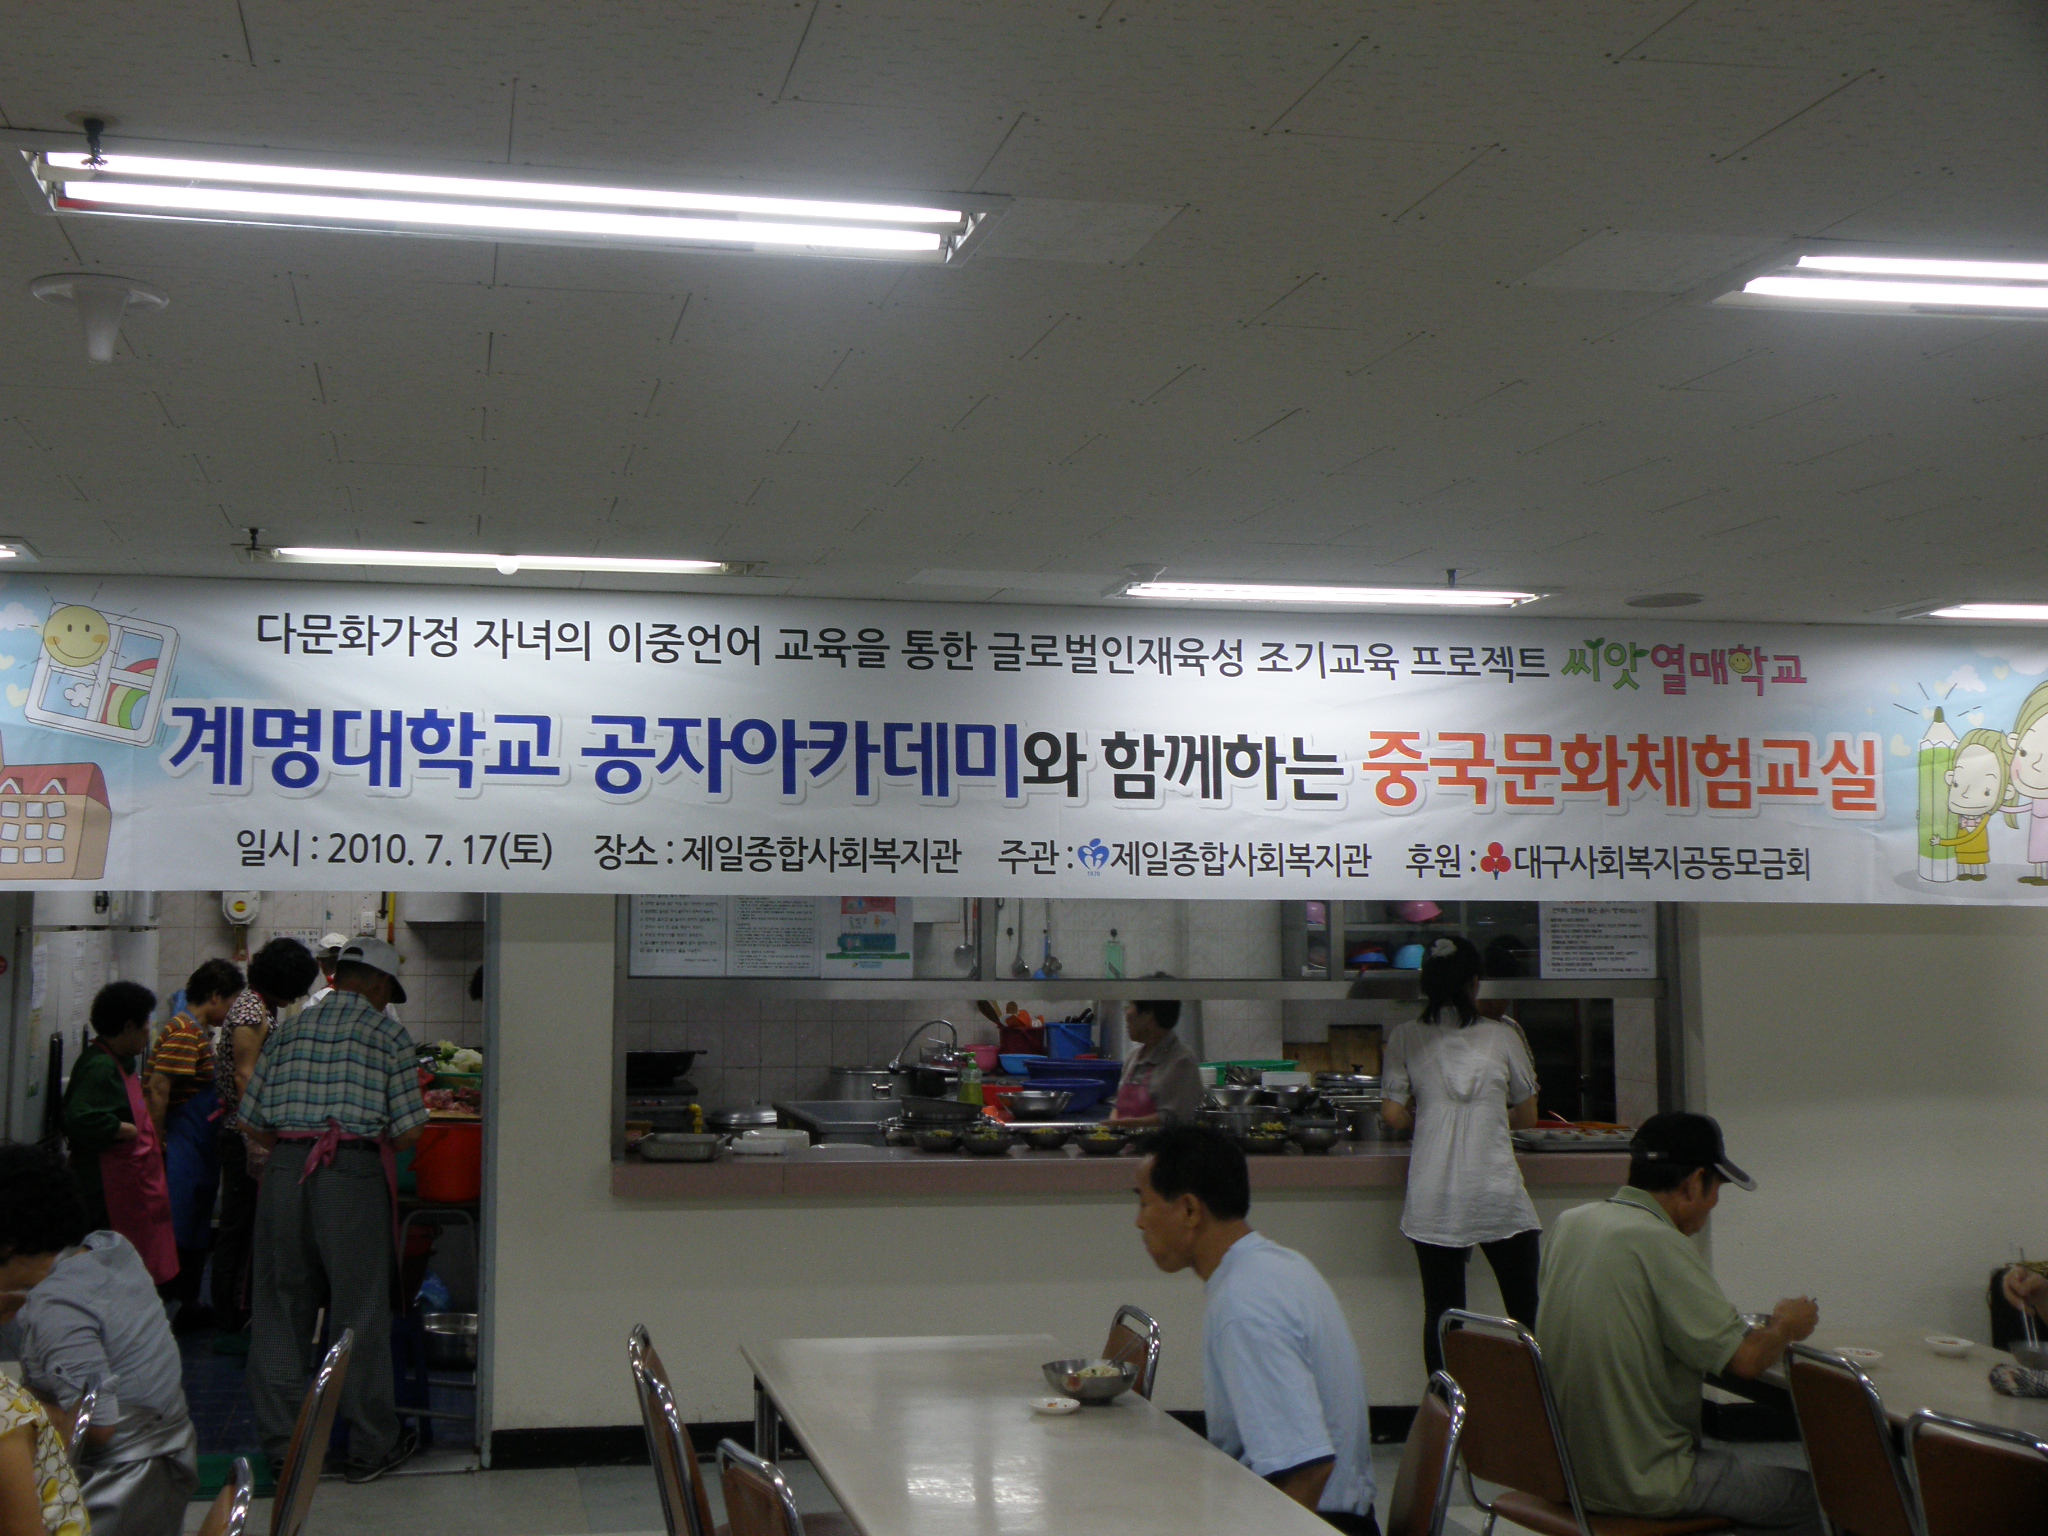 다문화가정 자녀의 이중언어 교육을 통한 글로벌인재육성 조기교육 프로젝트 씨앗열매학교
계명대학교 공자아카데미와 함께하는 중국문화체험교실
일시 : 2010. 7. 17(토) 장소 : 제일종합사회복지관 주관 : 제일종합사회복지관 후원 : 대구사회복지공동모금회